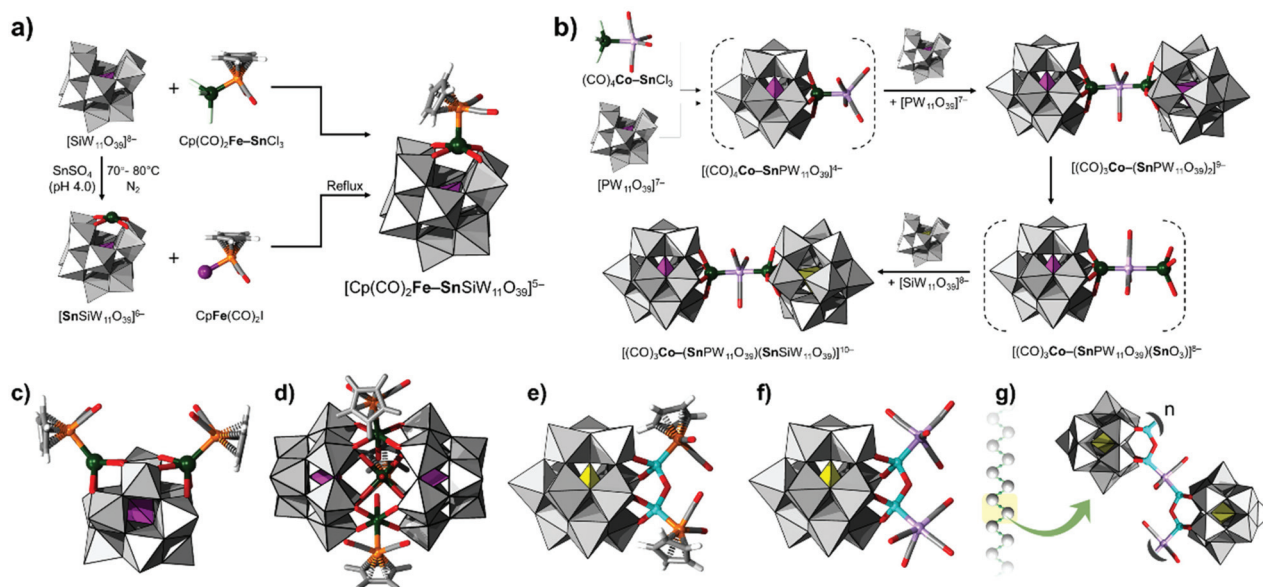 a)
[SiW₁₁O₃₉]⁸⁻
+
Cp(CO)₂Fe–SnCl₃
SnSO₄
(pH 4.0)
70°- 80°C
N₂
Reflux
[SnSiW₁₁O₃₉]⁶⁻
+
CpFe(CO)₂I
[Cp(CO)₂Fe–SnSiW₁₁O₃₉]⁵⁻
b)
(CO)₄Co–SnCl₃
[PW₁₁O₃₉]⁷⁻
[(CO)₄Co–SnPW₁₁O₃₉]⁴⁻
+ [PW₁₁O₃₉]⁷⁻
[(CO)₃Co–(SnPW₁₁O₃₉)₂]⁹⁻
[(CO)₃Co–(SnPW₁₁O₃₉)(SnO₃)]⁸⁻
+ [SiW₁₁O₃₉]⁸⁻
[(CO)₃Co–(SnPW₁₁O₃₉)(SnSiW₁₁O₃₉)]¹⁰⁻
c)
d)
e)
f)
g)
n